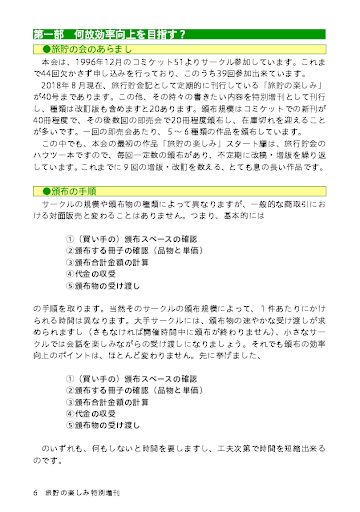 第一部　何故効率向上を目指す？
●旅貯の会のあらまし
　本会は、1996年12月のコミケット51よりサークル参加しています。これま
で44回欠かさず申し込みを行っており、このうち39回参加出来ています。
　2018年８月現在、旅行貯金会記として定期的に刊行している「旅貯の楽しみ」
が40号まであります。この他、その時々の書きたい内容を特別増刊として刊行
し、種類は改訂版も含めますと20あります。頒布規模はコミケットでの新刊が
40冊程度で、その後数回の即売会で20冊程度頒布し、在庫切れを迎えること
が多いです。一回の即売会あたり、５～６種類の作品を頒布しています。
　この中でも、本会の最初の作品「旅貯の楽しみ」スタート編は、旅行貯金の
ハウツー本ですので、毎回一定数の頒布があり、不定期に改稿・増版を繰り返
しています。これまでに９回の増版・改訂を数える、とても息の長い作品です。
●頒布の手順
　サークルの規模や頒布物の種類によって異なりますが、一般的な商取引にお
ける対面販売と変わることはありません。つまり、基本的には
①（買い手の）頒布スペースの確認
②頒布する冊子の確認（品物と単価）
③頒布合計金額の計算
④代金の収受
⑤頒布物の受け渡し
の手順を取ります。当然そのサークルの頒布規模によって、１件あたりにかけ
られる時間は異なります。大手サークルには、頒布物の速やかな受け渡しが求
められますし（さもなければ開催時間中に頒布が終わりません）、小さなサー
クルでは会話を楽しみながらの受け渡しになりましょう。それでも頒布の効率
向上のポイントは、ほとんど変わりません。先に挙げました、
①（買い手の）頒布スペースの確認
②頒布する冊子の確認（品物と単価）
③頒布合計金額の計算
④代金の収受
⑤頒布物の受け渡し
　のいずれも、何もしないと時間を要しますし、工夫次第で時間を短縮出来る
のです。
6　旅貯の楽しみ特別増刊